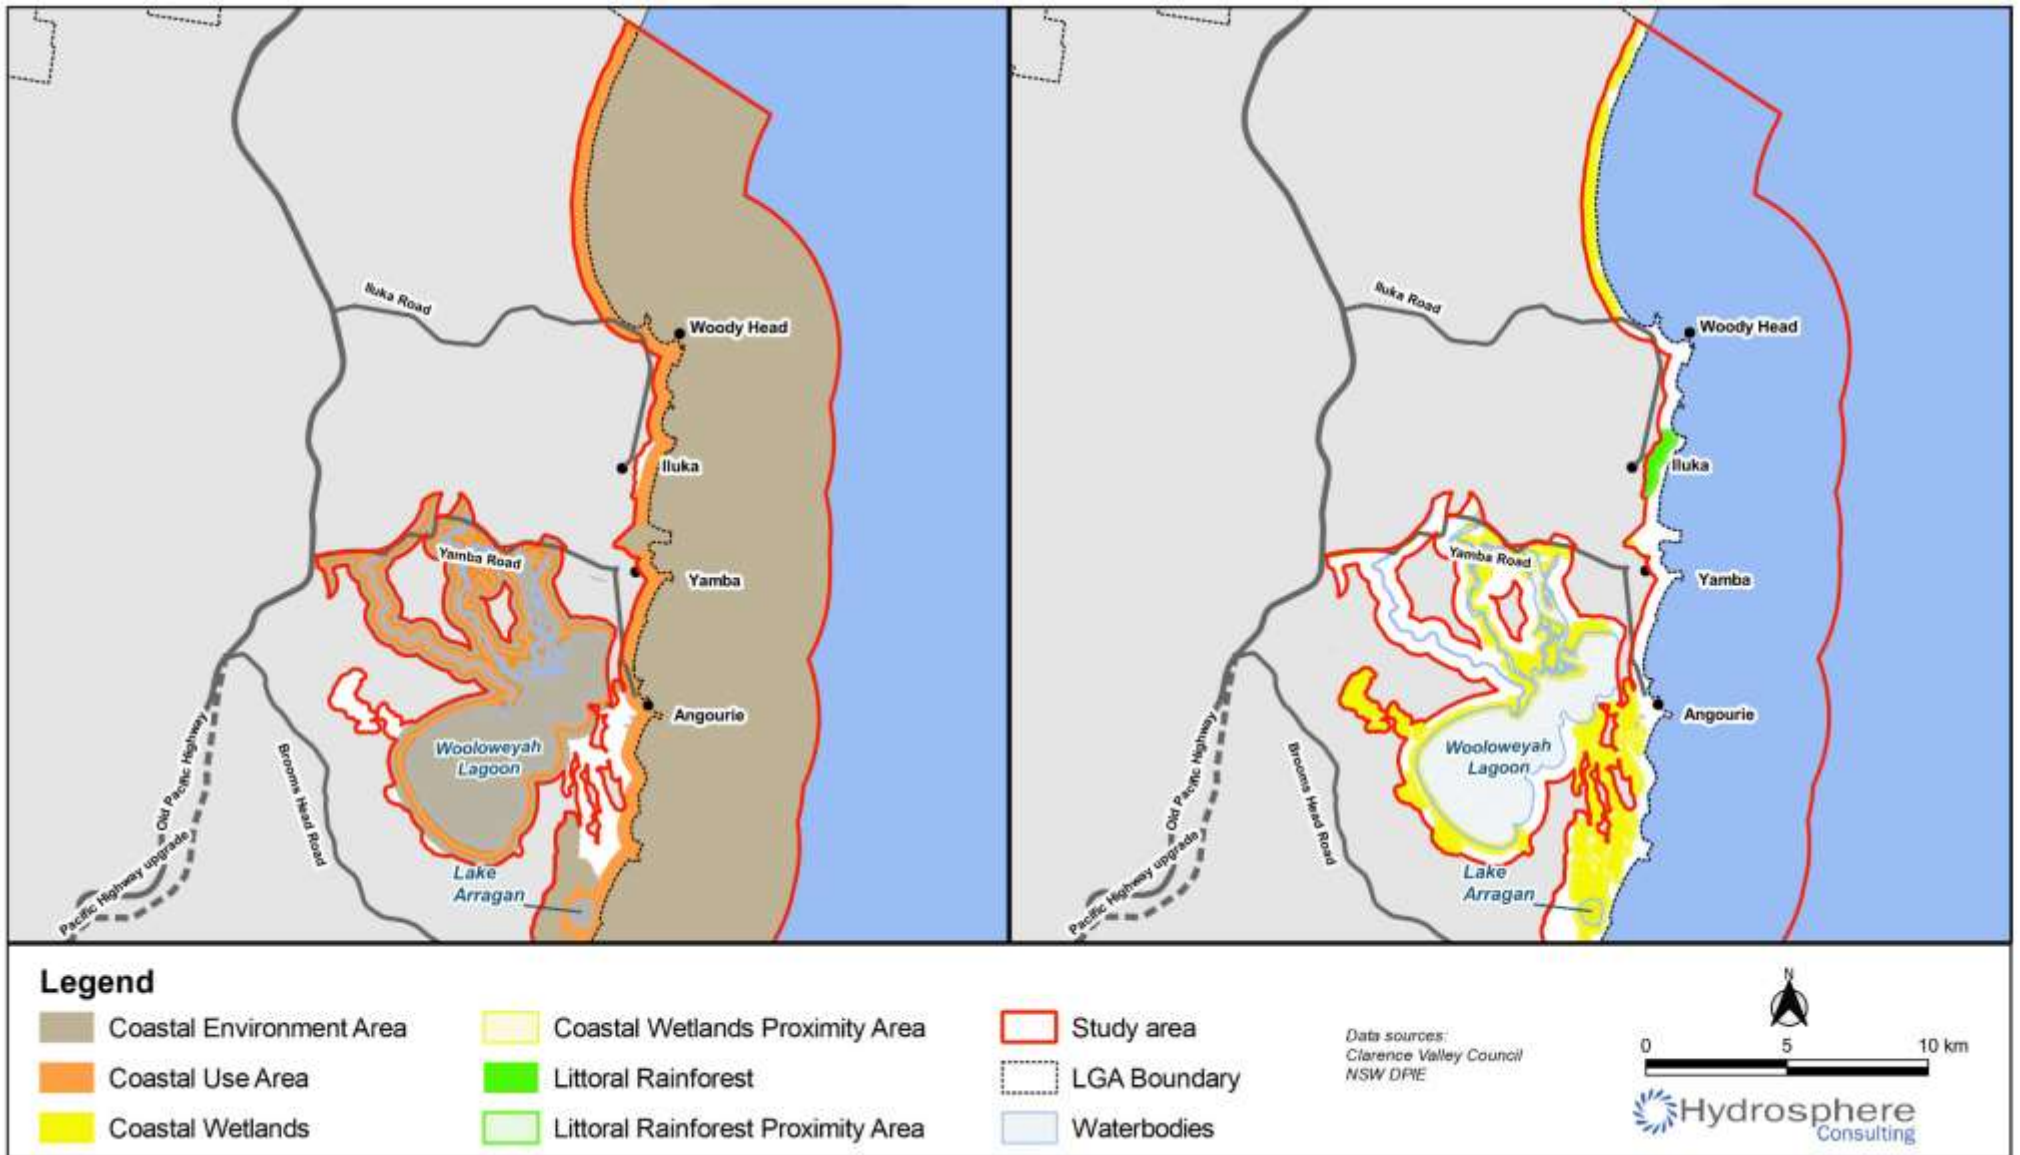 Iluka Road
Woody Head
Iluka
Yamba Road
Yamba
Angourie
Wooloweyah
Lagoon
Old Pacific Highway
Brooms Head Road
Pacific Highway upgrade
Lake
Arragan
Iluka Road
Woody Head
Iluka
Yamba Road
Yamba
Angourie
Wooloweyah
Lagoon
Old Pacific Highway
Brooms Head Road
Pacific Highway upgrade
Lake
Arragan
Legend
Coastal Environment Area
Coastal Use Area
Coastal Wetlands
Coastal Wetlands Proximity Area
Littoral Rainforest
Littoral Rainforest Proximity Area
Study area
LGA Boundary
Waterbodies
Data sources:
Clarence Valley Council
NSW DPIE
N
0 5 10 km
Hydrosphere
Consulting